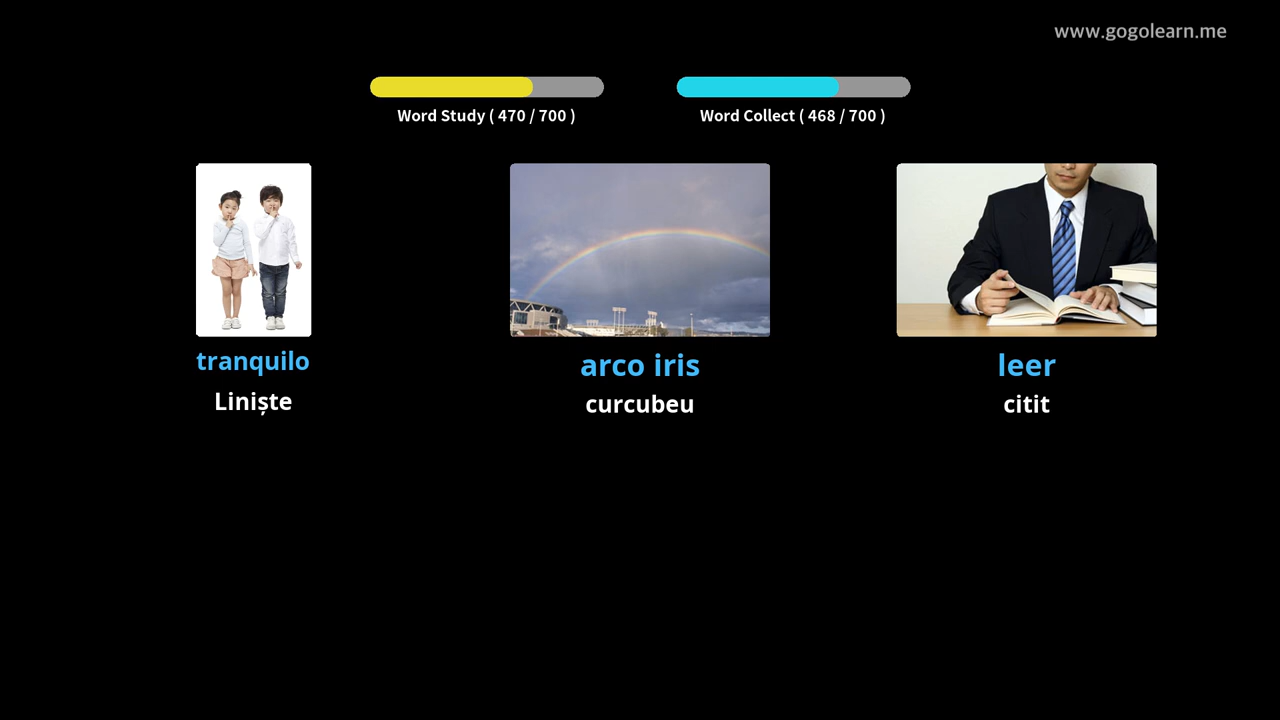 www.gogolearn.me
Word Study ( 470 / 700 )
Word Collect ( 468 / 700 )
tranquilo
Liniște
arco iris
curcubeu
leer
citit